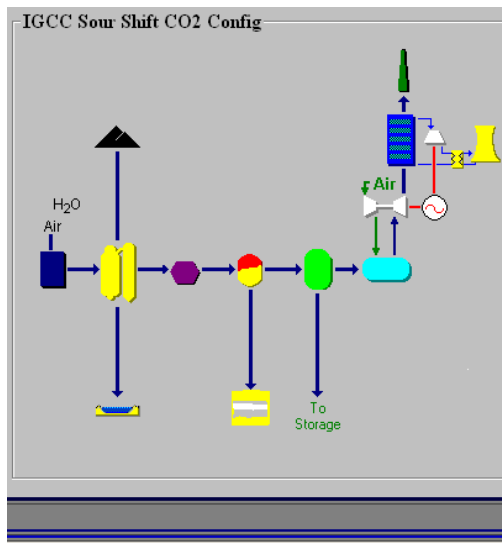 IGCC Sour Shift CO2 Config
H₂O
Air
Air
To
Storage